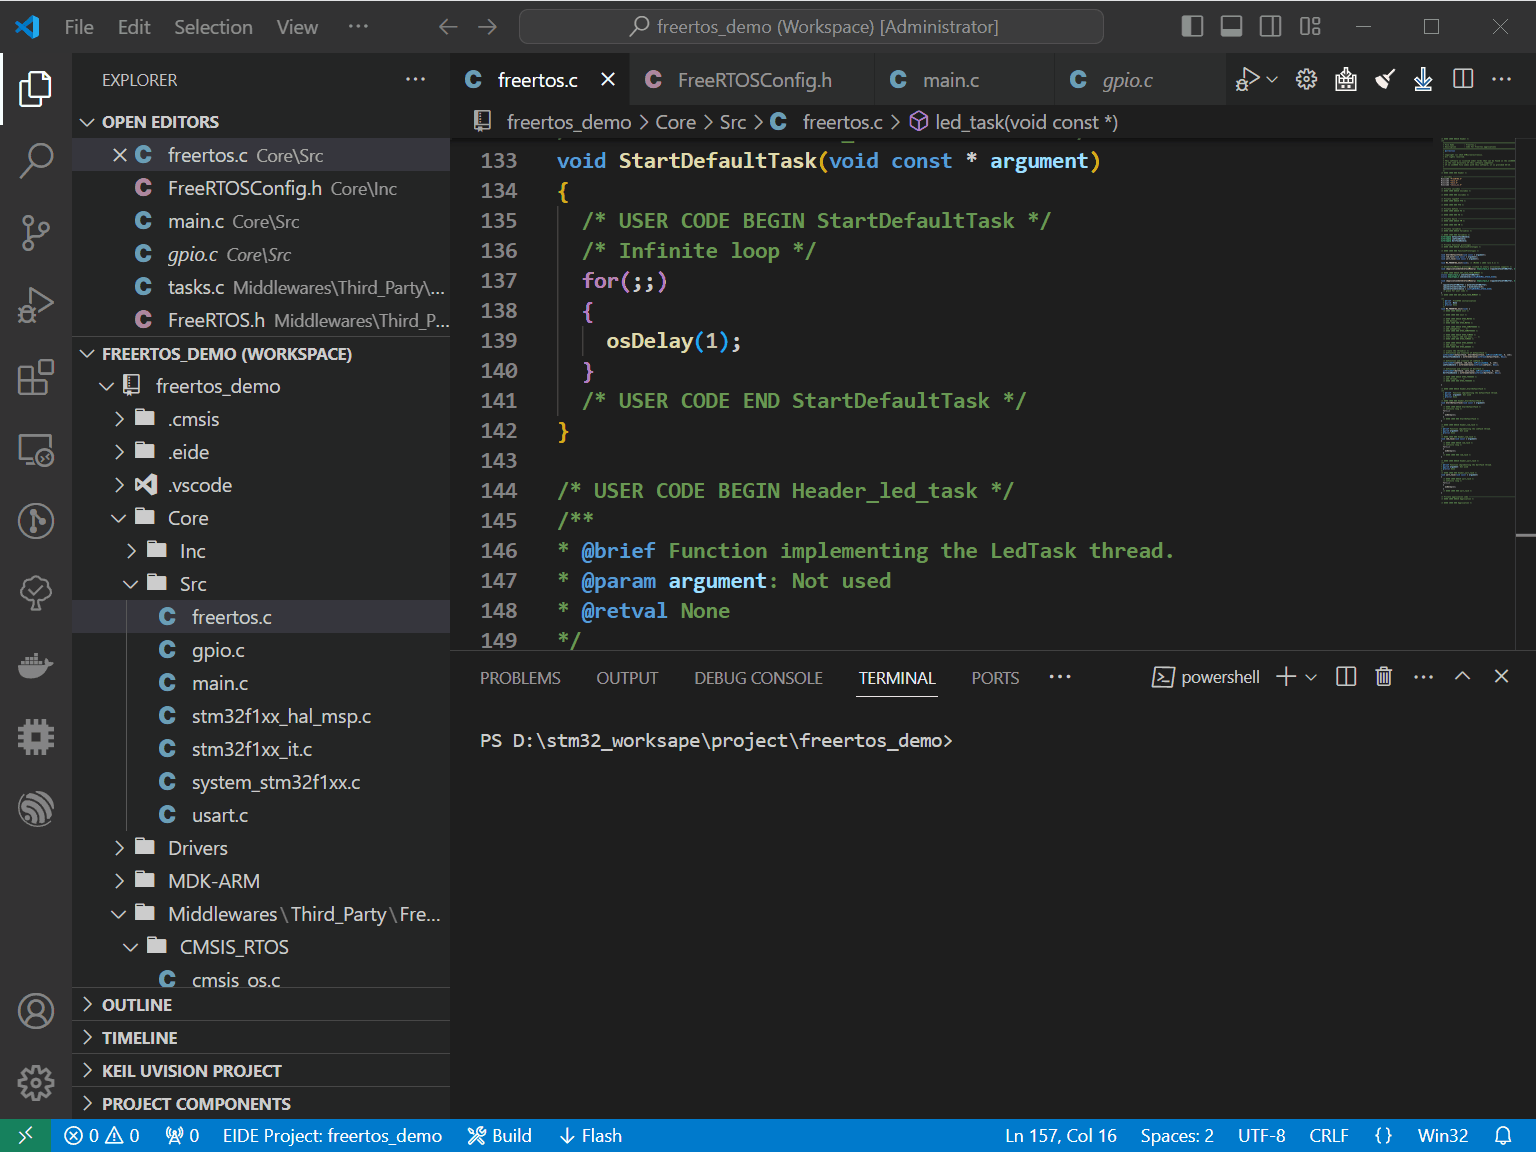 File Edit Selection View ··· freertos_demo (Workspace) [Administrator]
EXPLORER ···
OPEN EDITORS
freertos.c Core\Src
FreeRTOSConfig.h Core\Inc
main.c Core\Src
gpio.c Core\Src
tasks.c Middlewares\Third_Party\...
FreeRTOS.h Middlewares\Third_P...
FREERTOS_DEMO (WORKSPACE)
freertos_demo
.cmsis
.eide
.vscode
Core
Inc
Src
freertos.c
gpio.c
main.c
stm32f1xx_hal_msp.c
stm32f1xx_it.c
system_stm32f1xx.c
usart.c
Drivers
MDK-ARM
Middlewares\Third_Party\Fre...
CMSIS_RTOS
cmsis_os.c
OUTLINE
TIMELINE
KEIL UVISION PROJECT
PROJECT COMPONENTS
freertos.c FreeRTOSConfig.h main.c gpio.c
freertos_demo > Core > Src > C freertos.c > led_task(void const *)
133 void StartDefaultTask(void const * argument)
134 {
135 /* USER CODE BEGIN StartDefaultTask */
136 /* Infinite loop */
137 for(;;)
138 {
139 osDelay(1);
140 }
141 /* USER CODE END StartDefaultTask */
142 }
143
144 /* USER CODE BEGIN Header_led_task */
145 /**
146 * @brief Function implementing the LedTask thread.
147 * @param argument: Not used
148 * @retval None
149 */
PROBLEMS OUTPUT DEBUG CONSOLE TERMINAL PORTS ··· powershell
PS D:\stm32_worksape\project\freertos_demo>
0 0 0 EIDE Project: freertos_demo Build Flash Ln 157, Col 16 Spaces: 2 UTF-8 CRLF {} Win32